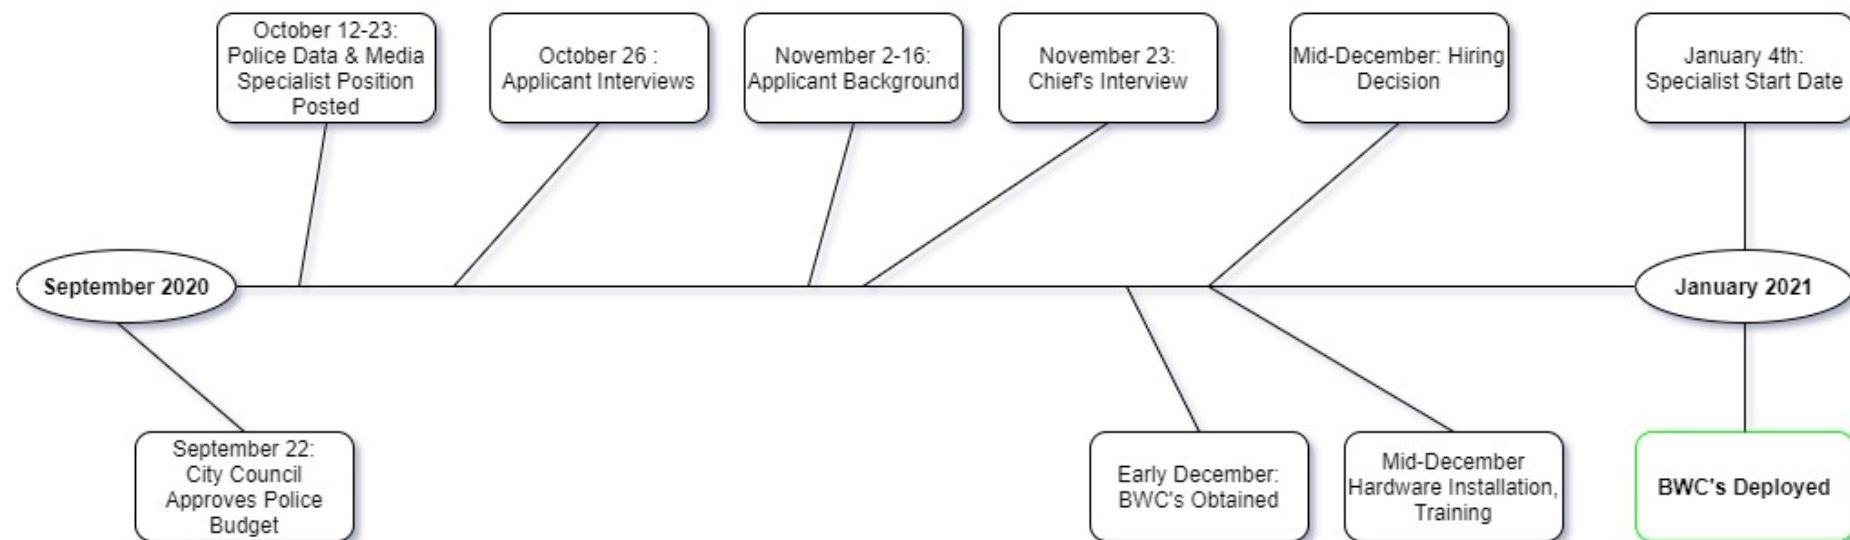 October 12-23:
Police Data & Media
Specialist Position
Posted
October 26 :
Applicant Interviews
November 2-16:
Applicant Background
November 23:
Chief's Interview
Mid-December: Hiring
Decision
January 4th:
Specialist Start Date
September 2020
January 2021
September 22:
City Council
Approves Police
Budget
Early December:
BWC's Obtained
Mid-December
Hardware Installation,
Training
BWC's Deployed